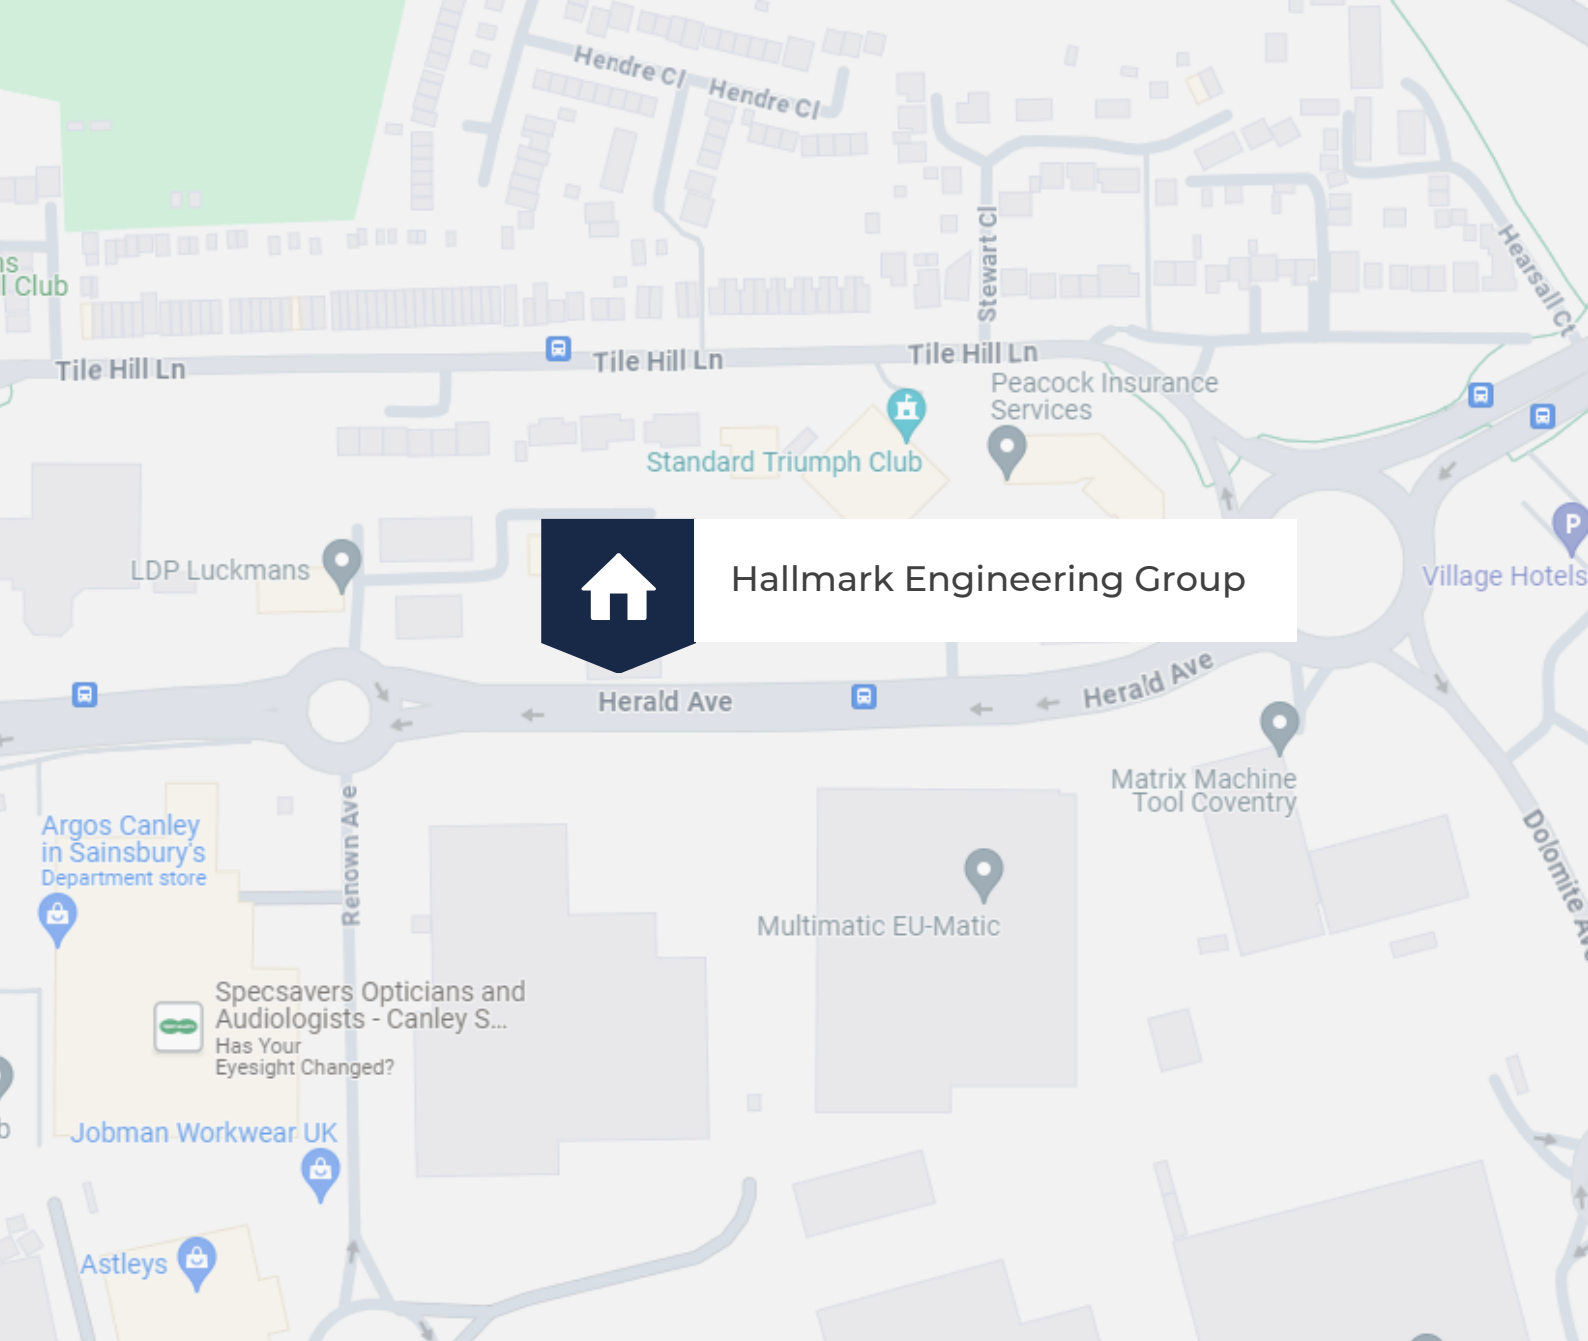 Hendre Cl
Hendre Cl
Stewart Cl
Hearsall Ct
l Club
Tile Hill Ln
Tile Hill Ln
Tile Hill Ln
Peacock Insurance
Services
Standard Triumph Club
LDP Luckmans
Hallmark Engineering Group
P
Village Hotels
Herald Ave
Herald Ave
Matrix Machine
Tool Coventry
Argos Canley
in Sainsbury's
Department store
Renown Ave
Dolomite Ave
Multimatic EU-Matic
Specsavers Opticians and
Audiologists - Canley S...
Has Your
Eyesight Changed?
Jobman Workwear UK
Astleys